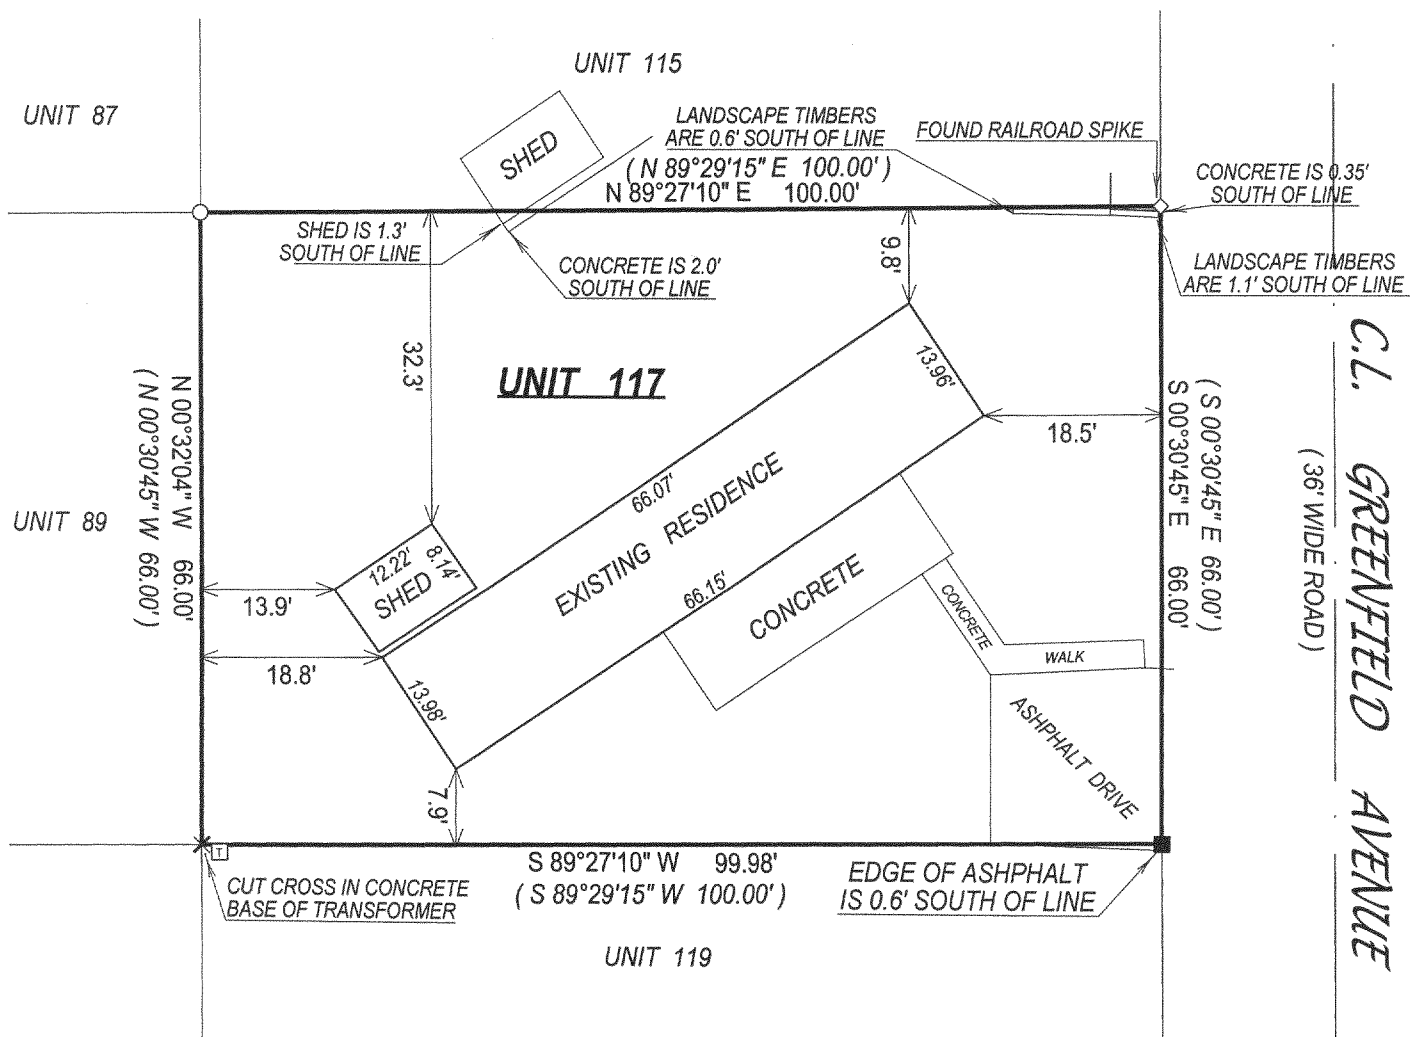 UNIT 115
UNIT 87
SHED
LANDSCAPE TIMBERS
ARE 0.6' SOUTH OF LINE
FOUND RAILROAD SPIKE
( N 89°29'15" E 100.00' )
N 89°27'10" E 100.00'
CONCRETE IS 0.35'
SOUTH OF LINE
SHED IS 1.3'
SOUTH OF LINE
CONCRETE IS 2.0'
SOUTH OF LINE
9.8'
LANDSCAPE TIMBERS
ARE 1.1' SOUTH OF LINE
32.3'
UNIT 117
13.96'
18.5'
N 00°32'04" W 66.00'
( N 00°30'45" W 66.00' )
( S 00°30'45" E 66.00' )
S 00°30'45" E 66.00'
C.L. GREENFIELD AVENUE
( 36' WIDE ROAD )
UNIT 89
66.07'
EXISTING RESIDENCE
66.15'
12.22'
8.14'
SHED
13.9'
18.8'
13.98'
CONCRETE
CONCRETE
WALK
ASHPHALT DRIVE
7.9'
T
S 89°27'10" W 99.98'
( S 89°29'15" W 100.00' )
CUT CROSS IN CONCRETE
BASE OF TRANSFORMER
EDGE OF ASHPHALT
IS 0.6' SOUTH OF LINE
UNIT 119